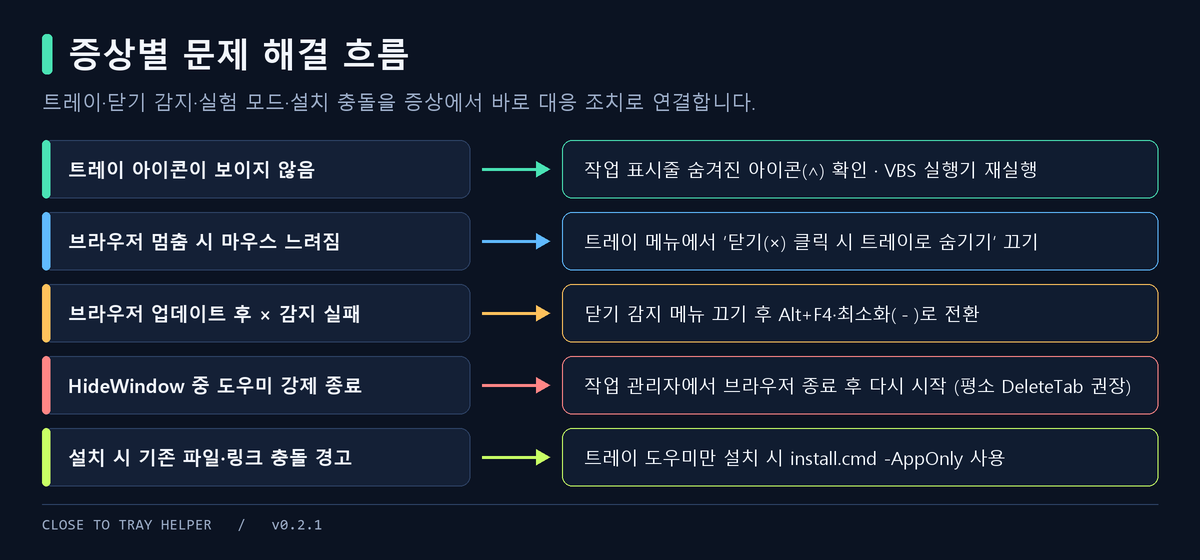 증상별 문제 해결 흐름
트레이·닫기 감지·실험 모드·설치 충돌을 증상에서 바로 대응 조치로 연결합니다.
트레이 아이콘이 보이지 않음
작업 표시줄 숨겨진 아이콘(˄) 확인 · VBS 실행기 재실행
브라우저 멈춤 시 마우스 느려짐
트레이 메뉴에서 '닫기(×) 클릭 시 트레이로 숨기기' 끄기
브라우저 업데이트 후 × 감지 실패
닫기 감지 메뉴 끄기 후 Alt+F4·최소화( - )로 전환
HideWindow 중 도우미 강제 종료
작업 관리자에서 브라우저 종료 후 다시 시작 (평소 DeleteTab 권장)
설치 시 기존 파일·링크 충돌 경고
트레이 도우미만 설치 시 install.cmd -AppOnly 사용
CLOSE TO TRAY HELPER / v0.2.1